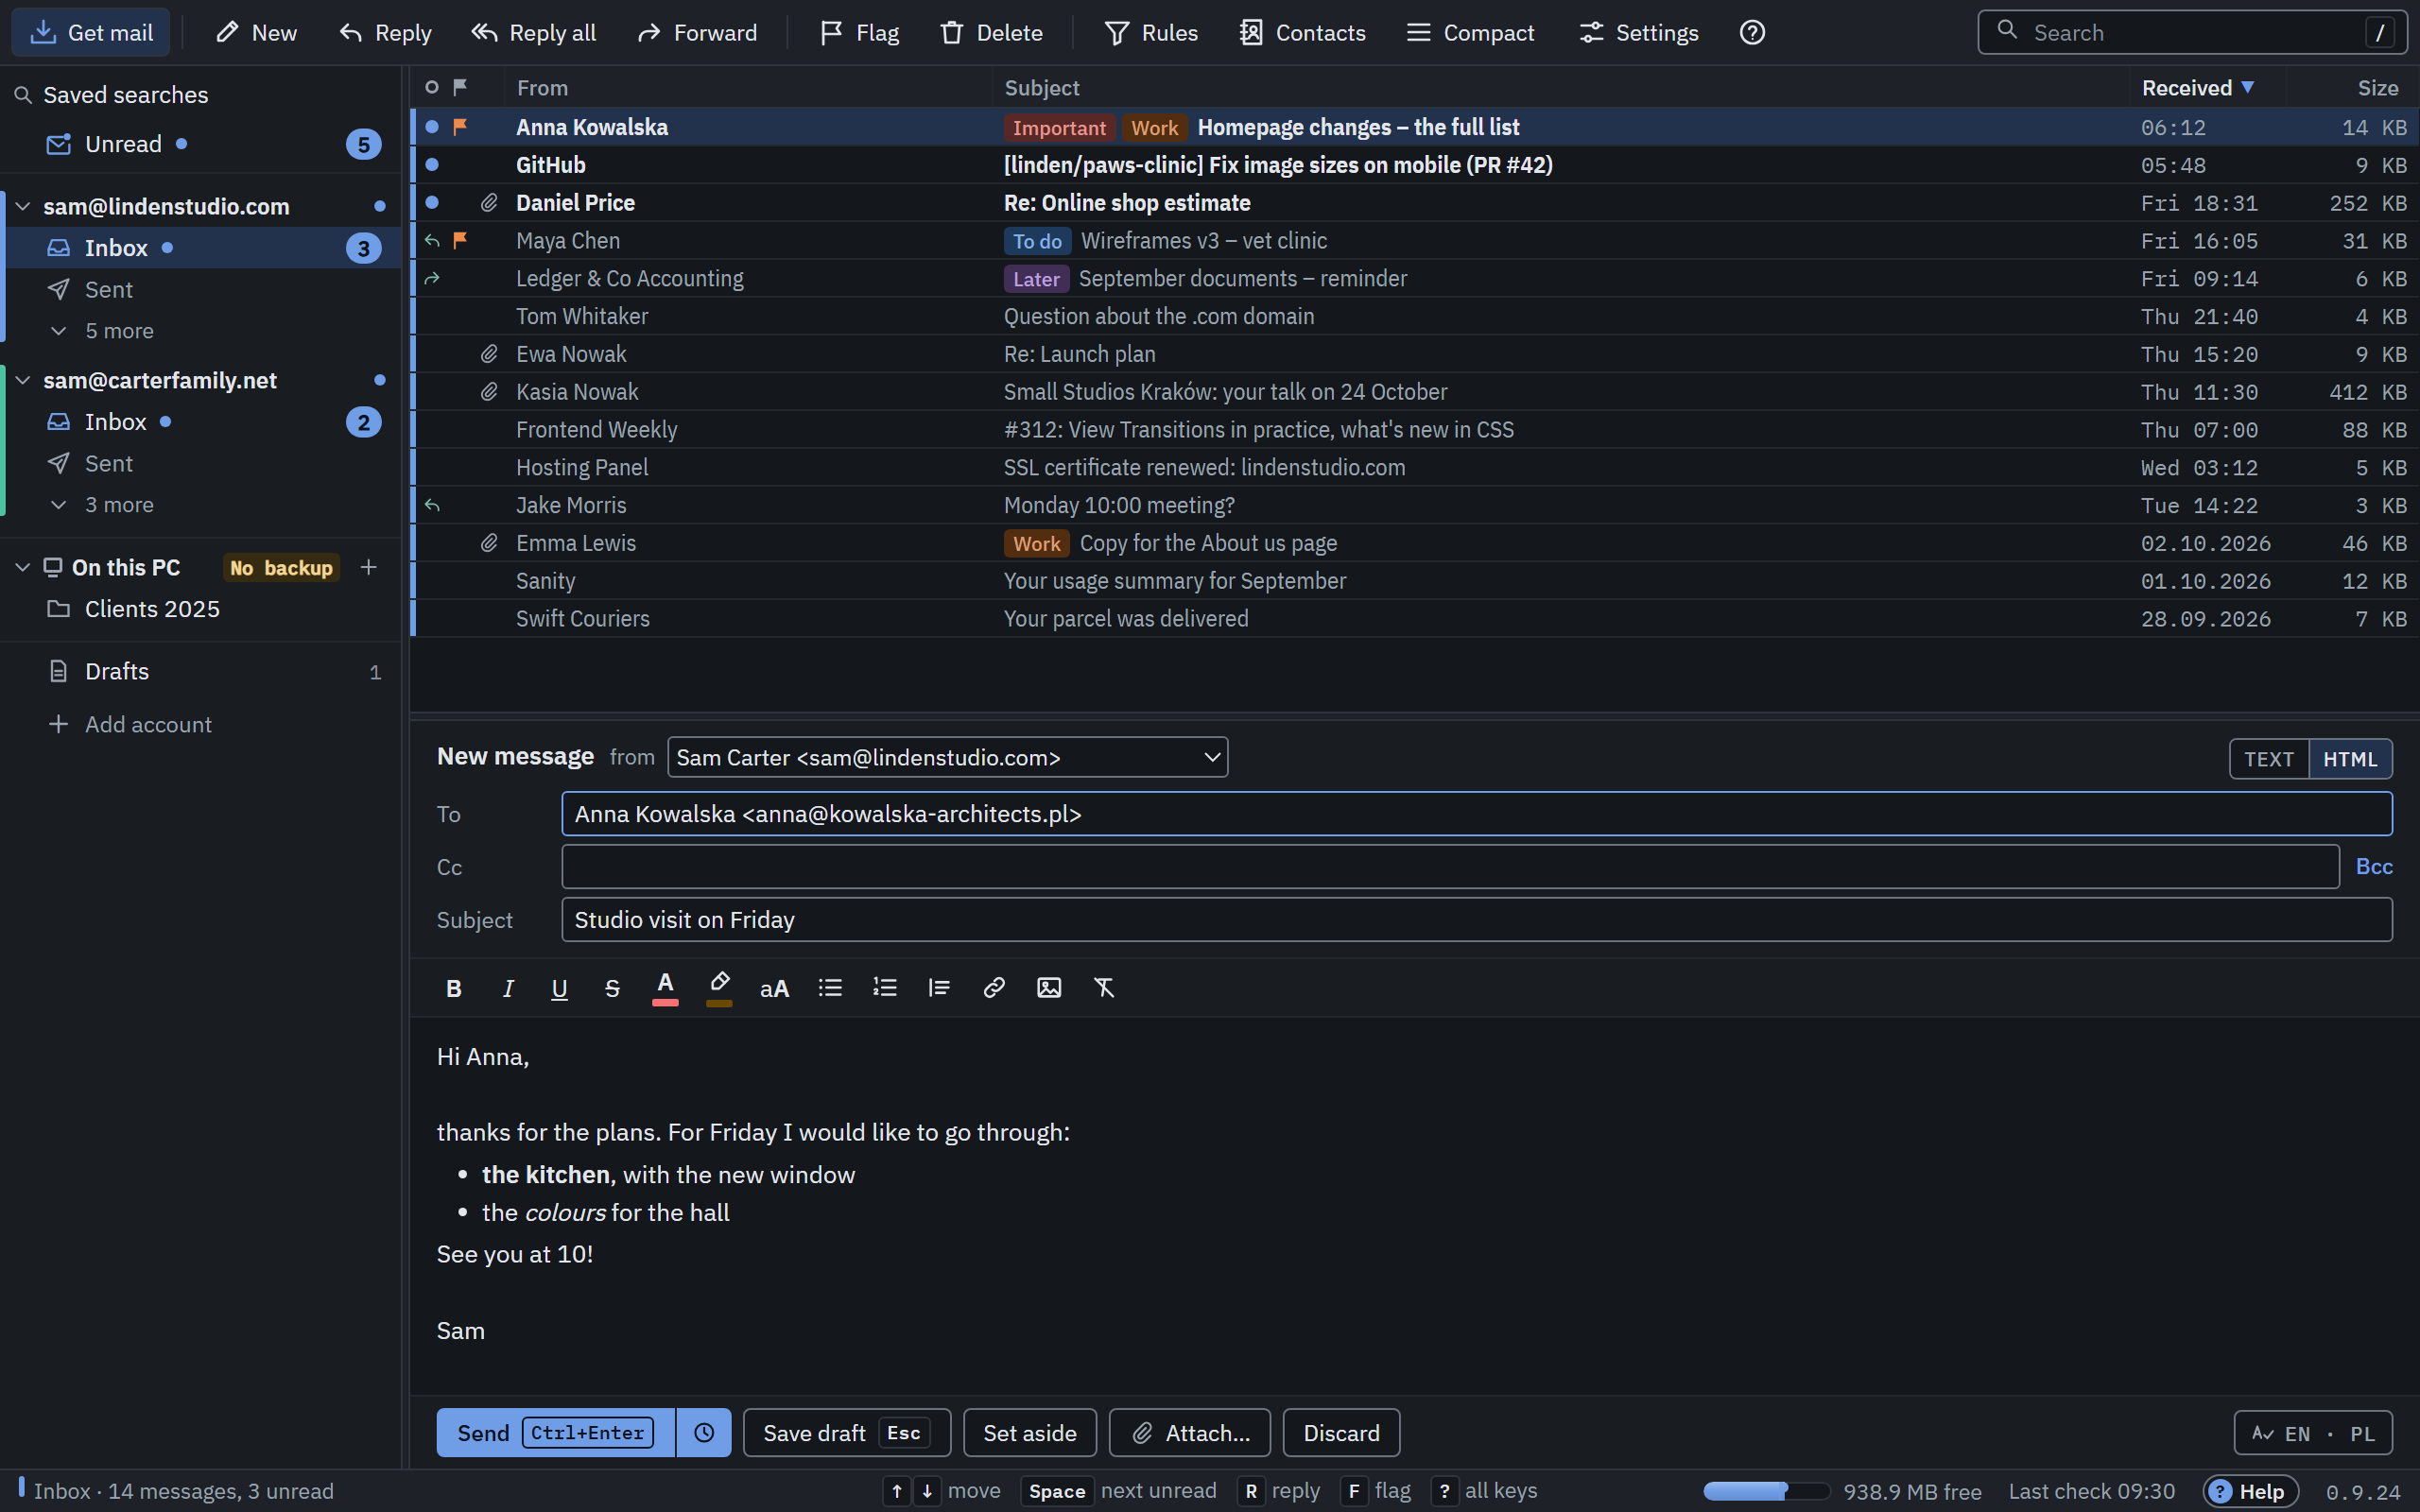 Get mail New Reply Reply all Forward Flag Delete Rules Contacts Compact Settings Search /
Saved searches
Unread 5
sam@lindenstudio.com
Inbox 3
Sent
5 more
sam@carterfamily.net
Inbox 2
Sent
3 more
On this PC No backup
Clients 2025
Drafts 1
Add account
From Subject Received Size
Anna Kowalska Important Work Homepage changes – the full list 06:12 14 KB
GitHub [linden/paws-clinic] Fix image sizes on mobile (PR #42) 05:48 9 KB
Daniel Price Re: Online shop estimate Fri 18:31 252 KB
Maya Chen To do Wireframes v3 – vet clinic Fri 16:05 31 KB
Ledger & Co Accounting Later September documents – reminder Fri 09:14 6 KB
Tom Whitaker Question about the .com domain Thu 21:40 4 KB
Ewa Nowak Re: Launch plan Thu 15:20 9 KB
Kasia Nowak Small Studios Kraków: your talk on 24 October Thu 11:30 412 KB
Frontend Weekly #312: View Transitions in practice, what's new in CSS Thu 07:00 88 KB
Hosting Panel SSL certificate renewed: lindenstudio.com Wed 03:12 5 KB
Jake Morris Monday 10:00 meeting? Tue 14:22 3 KB
Emma Lewis Work Copy for the About us page 02.10.2026 46 KB
Sanity Your usage summary for September 01.10.2026 12 KB
Swift Couriers Your parcel was delivered 28.09.2026 7 KB
New message from Sam Carter <sam@lindenstudio.com> TEXT HTML
To Anna Kowalska <anna@kowalska-architects.pl>
Cc Bcc
Subject Studio visit on Friday
B I U S A aA
Hi Anna,
thanks for the plans. For Friday I would like to go through:
• the kitchen, with the new window
• the colours for the hall
See you at 10!
Sam
Send Ctrl+Enter Save draft Esc Set aside Attach... Discard EN · PL
Inbox · 14 messages, 3 unread ↑ ↓ move Space next unread R reply F flag ? all keys 938.9 MB free Last check 09:30 ? Help 0.9.24